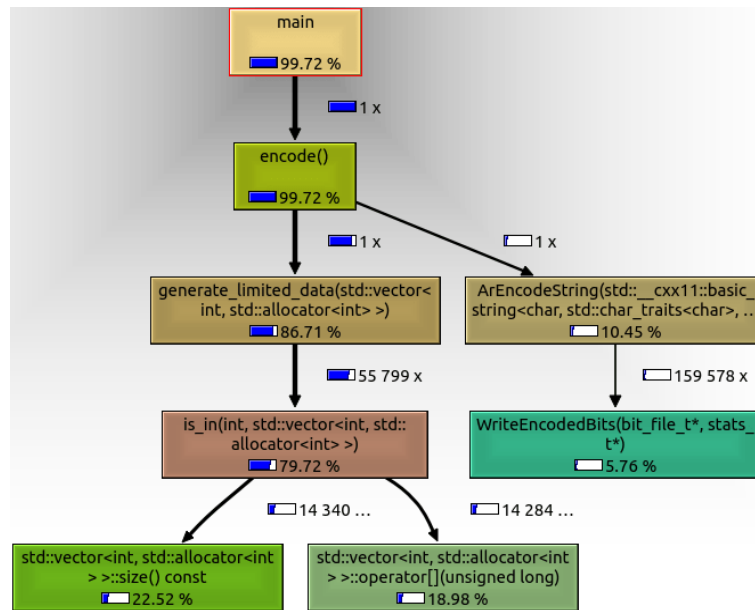 main
99.72 %
1 x
encode()
99.72 %
1 x
1 x
generate_limited_data(std::vector<
int, std::allocator<int> >)
86.71 %
ArEncodeString(std::__cxx11::basic_
string<char, std::char_traits<char>, ...
10.45 %
55 799 x
159 578 x
is_in(int, std::vector<int, std::
allocator<int> >)
79.72 %
WriteEncodedBits(bit_file_t*, stats_
t*)
5.76 %
14 340 ...
14 284 ...
std::vector<int, std::allocator<int
> >::size() const
22.52 %
std::vector<int, std::allocator<int
> >::operator[](unsigned long)
18.98 %